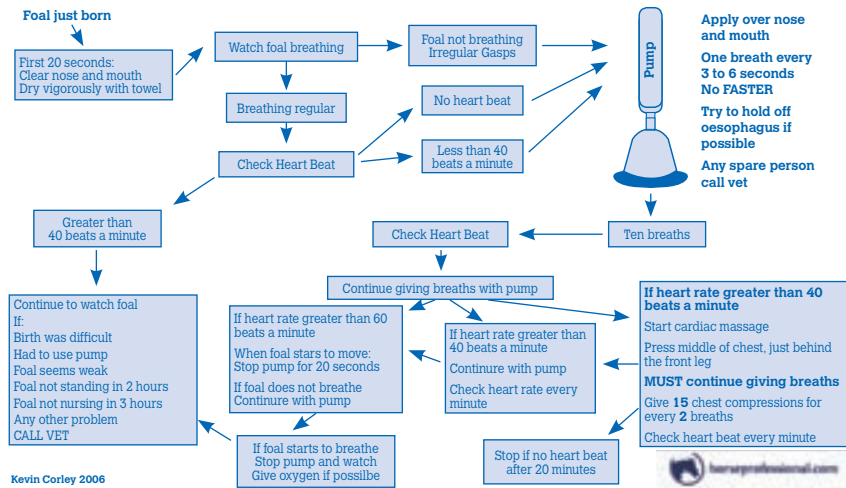 Foal just born
First 20 seconds:
Clear nose and mouth
Dry vigorously with towel
Watch foal breathing
Foal not breathing
Irregular Gasps
Breathing regular
No heart beat
Check Heart Beat
Less than 40
beats a minute
Pump
Apply over nose
and mouth
One breath every
3 to 6 seconds
No FASTER
Try to hold off
oesophagus if
possible
Any spare person
call vet
Greater than
40 beats a minute
Check Heart Beat
Ten breaths
Continue giving breaths with pump
Continue to watch foal
If:
Birth was difficult
Had to use pump
Foal seems weak
Foal not standing in 2 hours
Foal not nursing in 3 hours
Any other problem
CALL VET
If heart rate greater than 60
beats a minute
When foal stars to move:
Stop pump for 20 seconds
If foal does not breathe
Continure with pump
If heart rate greater than
40 beats a minute
Continure with pump
Check heart rate every
minute
If heart rate greater than 40
beats a minute
Start cardiac massage
Press middle of chest, just behind
the front leg
MUST continue giving breaths
Give 15 chest compressions for
every 2 breaths
Check heart beat every minute
If foal starts to breathe
Stop pump and watch
Give oxygen if possilbe
Stop if no heart beat
after 20 minutes
Kevin Corley 2006
horseprofessional.com